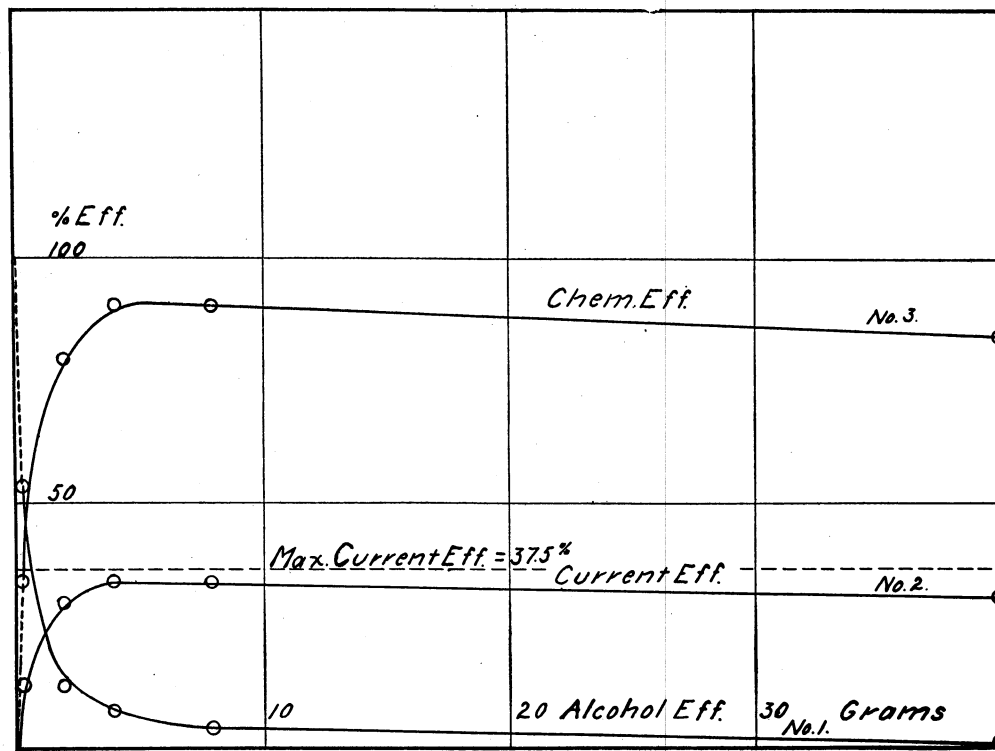 % Eff.
100
Chem. Eff.
No. 3.
50
Max. Current Eff. = 37.5%
Current Eff.
No. 2.
10
20
Alcohol Eff.
30
Grams
No. 1.